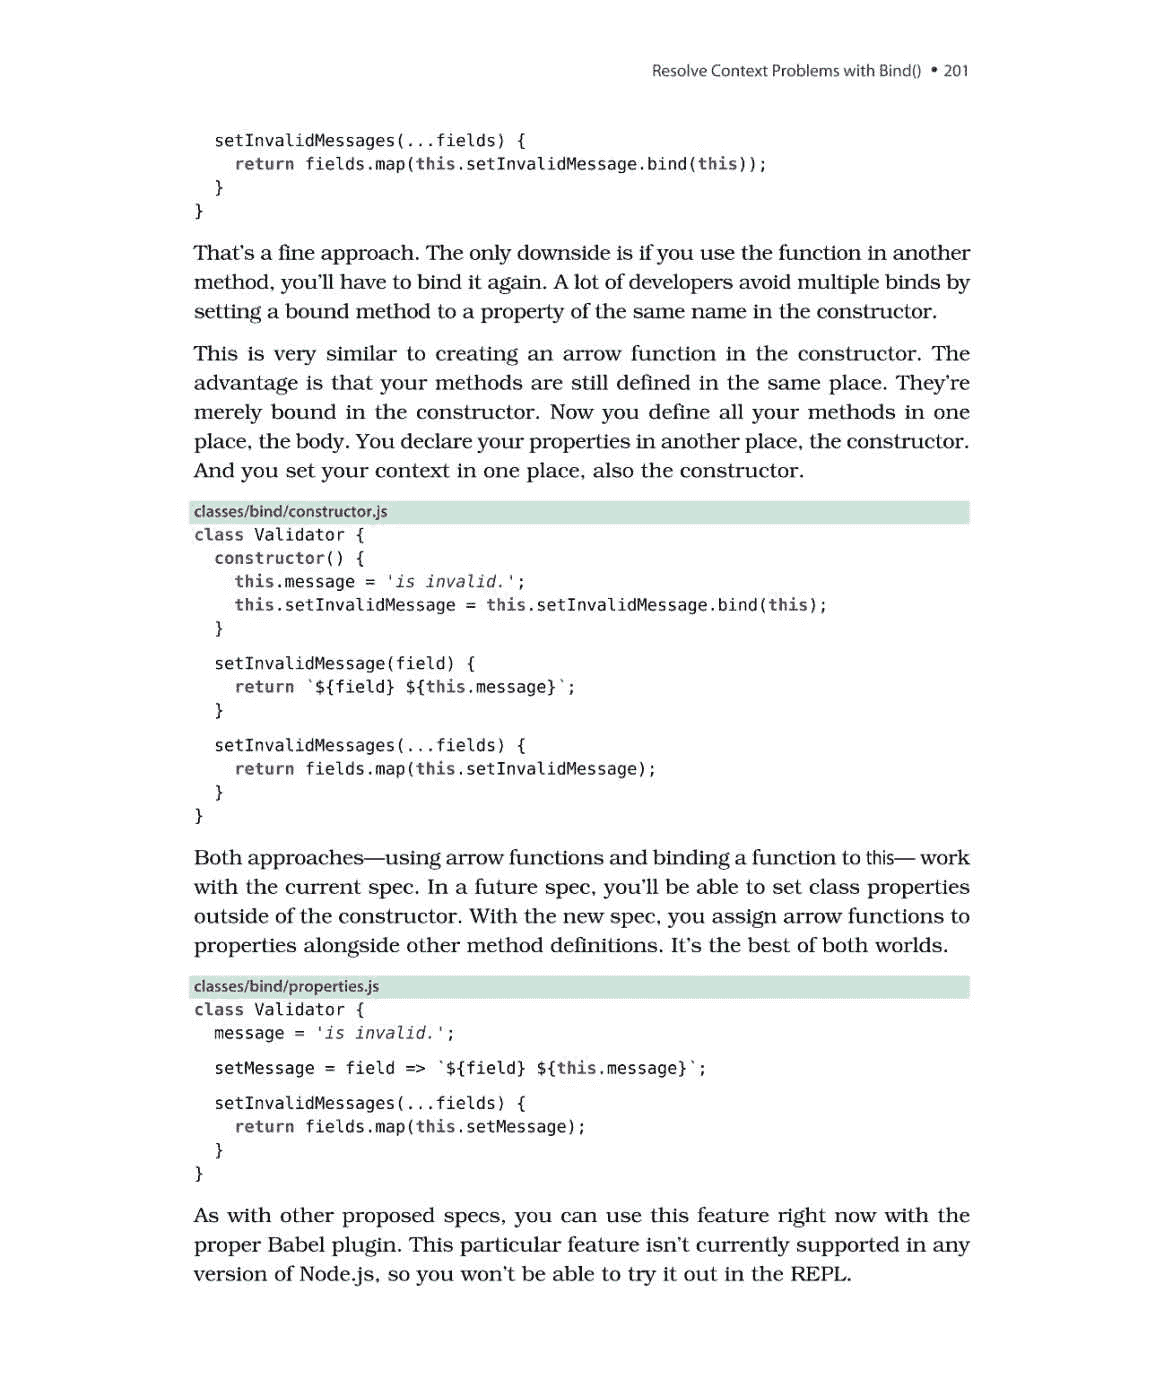 Resolve Context Problems with Bind() • 201
setInvalidMessages(...fields) {
return fields.map(this.setInvalidMessage.bind(this));
}
}
That's a fine approach. The only downside is if you use the function in another
method, you'll have to bind it again. A lot of developers avoid multiple binds by
setting a bound method to a property of the same name in the constructor.
This is very similar to creating an arrow function in the constructor. The
advantage is that your methods are still defined in the same place. They're
merely bound in the constructor. Now you define all your methods in one
place, the body. You declare your properties in another place, the constructor.
And you set your context in one place, also the constructor.
classes/bind/constructor.js
class Validator {
constructor() {
this.message = 'is invalid.';
this.setInvalidMessage = this.setInvalidMessage.bind(this);
}
setInvalidMessage(field) {
return `${field} ${this.message}`;
}
setInvalidMessages(...fields) {
return fields.map(this.setInvalidMessage);
}
}
Both approaches—using arrow functions and binding a function to this— work
with the current spec. In a future spec, you'll be able to set class properties
outside of the constructor. With the new spec, you assign arrow functions to
properties alongside other method definitions. It's the best of both worlds.
classes/bind/properties.js
class Validator {
message = 'is invalid.';
setMessage = field => `${field} ${this.message}`;
setInvalidMessages(...fields) {
return fields.map(this.setMessage);
}
}
As with other proposed specs, you can use this feature right now with the
proper Babel plugin. This particular feature isn't currently supported in any
version of Node.js, so you won't be able to try it out in the REPL.